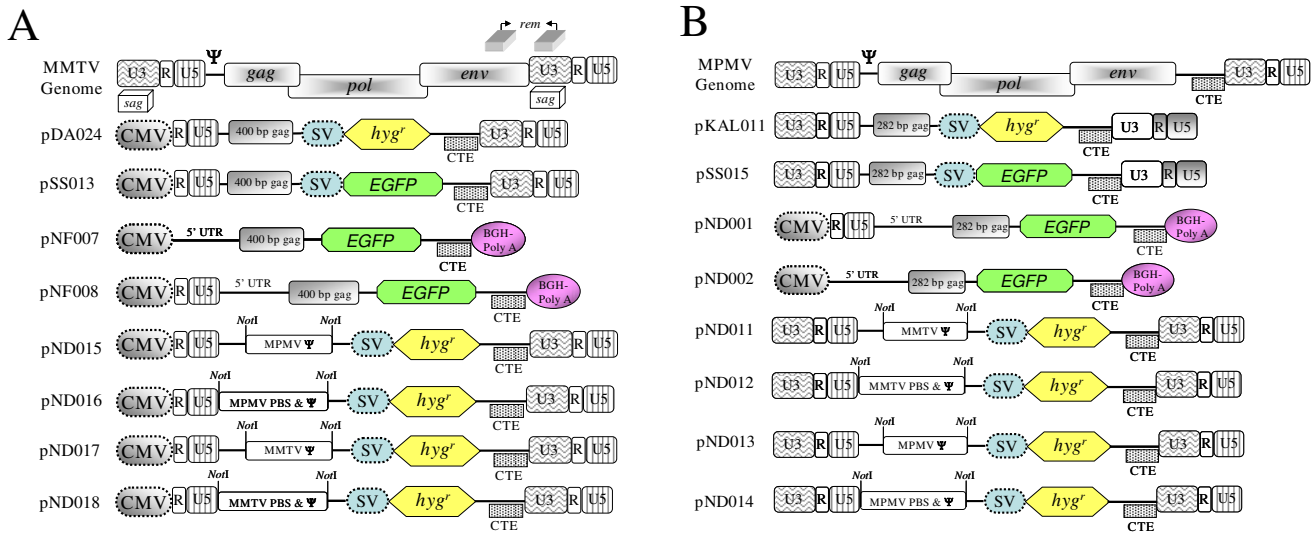 A
rem
Ψ
MMTV
Genome
U3 R U5 gag pol env U3 R U5
sag sag
pDA024 CMV R U5 400 bp gag SV hygʳ U3 R U5
CTE
pSS013 CMV R U5 400 bp gag SV EGFP U3 R U5
CTE
pNF007 CMV 5' UTR 400 bp gag EGFP BGH-
Poly A
CTE
pNF008 CMV R U5 5' UTR 400 bp gag EGFP BGH-
Poly A
CTE
NotI NotI
pND015 CMV R U5 MPMV Ψ SV hygʳ U3 R U5
CTE
NotI NotI
pND016 CMV R U5 MPMV PBS & Ψ SV hygʳ U3 R U5
CTE
NotI NotI
pND017 CMV R U5 MMTV Ψ SV hygʳ U3 R U5
CTE
NotI NotI
pND018 CMV R U5 MMTV PBS & Ψ SV hygʳ U3 R U5
CTE
B
Ψ
MPMV
Genome
U3 R U5 gag pol env U3 R U5
CTE
pKAL011 U3 R U5 282 bp gag SV hygʳ U3 R U5
CTE
pSS015 U3 R U5 282 bp gag SV EGFP U3 R U5
CTE
pND001 CMV R U5 5' UTR 282 bp gag EGFP BGH-
Poly A
CTE
pND002 CMV 5' UTR 282 bp gag EGFP BGH-
Poly A
CTE
NotI NotI
pND011 U3 R U5 MMTV Ψ SV hygʳ U3 R U5
CTE
NotI NotI
pND012 U3 R U5 MMTV PBS & Ψ SV hygʳ U3 R U5
CTE
NotI NotI
pND013 U3 R U5 MPMV Ψ SV hygʳ U3 R U5
CTE
NotI NotI
pND014 U3 R U5 MPMV PBS & Ψ SV hygʳ U3 R U5
CTE